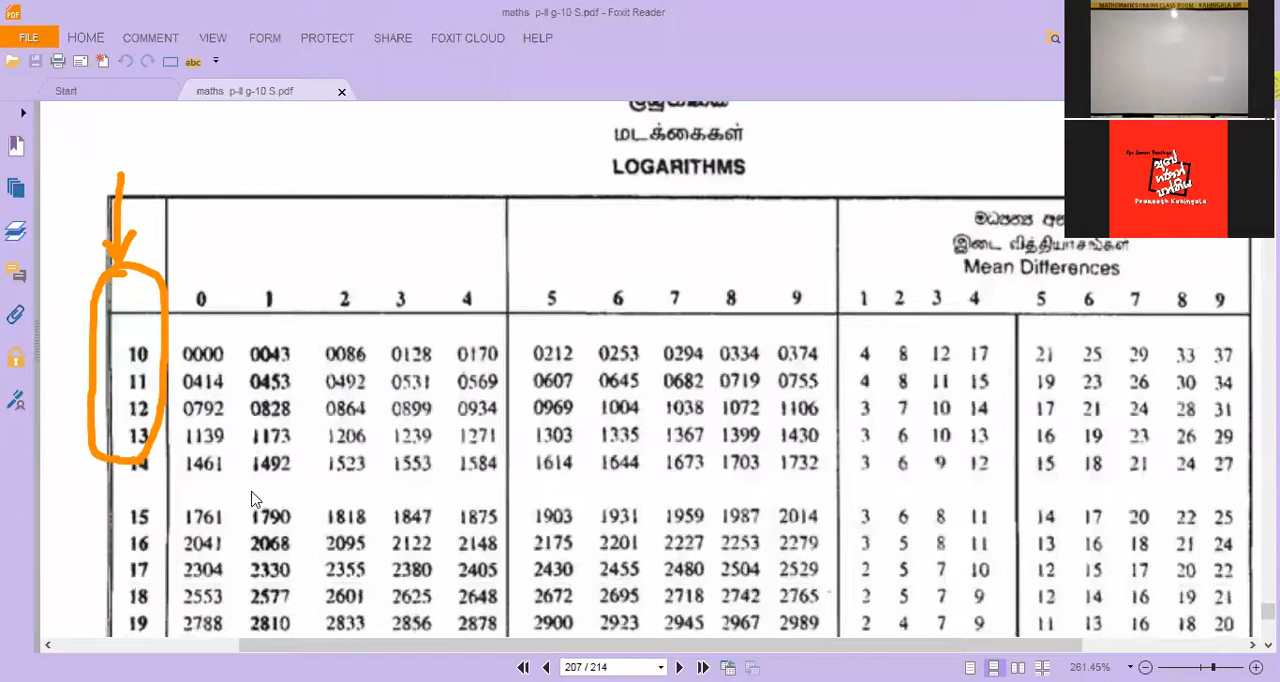 maths p-II g-10 S.pdf - Foxit Reader
FILE HOME COMMENT VIEW FORM PROTECT SHARE FOXIT CLOUD HELP
Start maths p-II g-10 S.pdf
MATHEMATICS ONLINE CLASS ROOM - KAHINGALA SIR
Praneeth Kahingala
மடக்கைகள்
LOGARITHMS
මධ්‍යන්‍ය
இடை வித்தியாசங்கள்
Mean Differences
0 1 2 3 4 5 6 7 8 9 1 2 3 4 5 6 7 8 9
10 0000 0043 0086 0128 0170 0212 0253 0294 0334 0374 4 8 12 17 21 25 29 33 37
11 0414 0453 0492 0531 0569 0607 0645 0682 0719 0755 4 8 11 15 19 23 26 30 34
12 0792 0828 0864 0899 0934 0969 1004 1038 1072 1106 3 7 10 14 17 21 24 28 31
13 1139 1173 1206 1239 1271 1303 1335 1367 1399 1430 3 6 10 13 16 19 23 26 29
14 1461 1492 1523 1553 1584 1614 1644 1673 1703 1732 3 6 9 12 15 18 21 24 27
15 1761 1790 1818 1847 1875 1903 1931 1959 1987 2014 3 6 8 11 14 17 20 22 25
16 2041 2068 2095 2122 2148 2175 2201 2227 2253 2279 3 5 8 11 13 16 18 21 24
17 2304 2330 2355 2380 2405 2430 2455 2480 2504 2529 2 5 7 10 12 15 17 20 22
18 2553 2577 2601 2625 2648 2672 2695 2718 2742 2765 2 5 7 9 12 14 16 19 21
19 2788 2810 2833 2856 2878 2900 2923 2945 2967 2989 2 4 7 9 11 13 16 18 20
207 / 214 261.45%